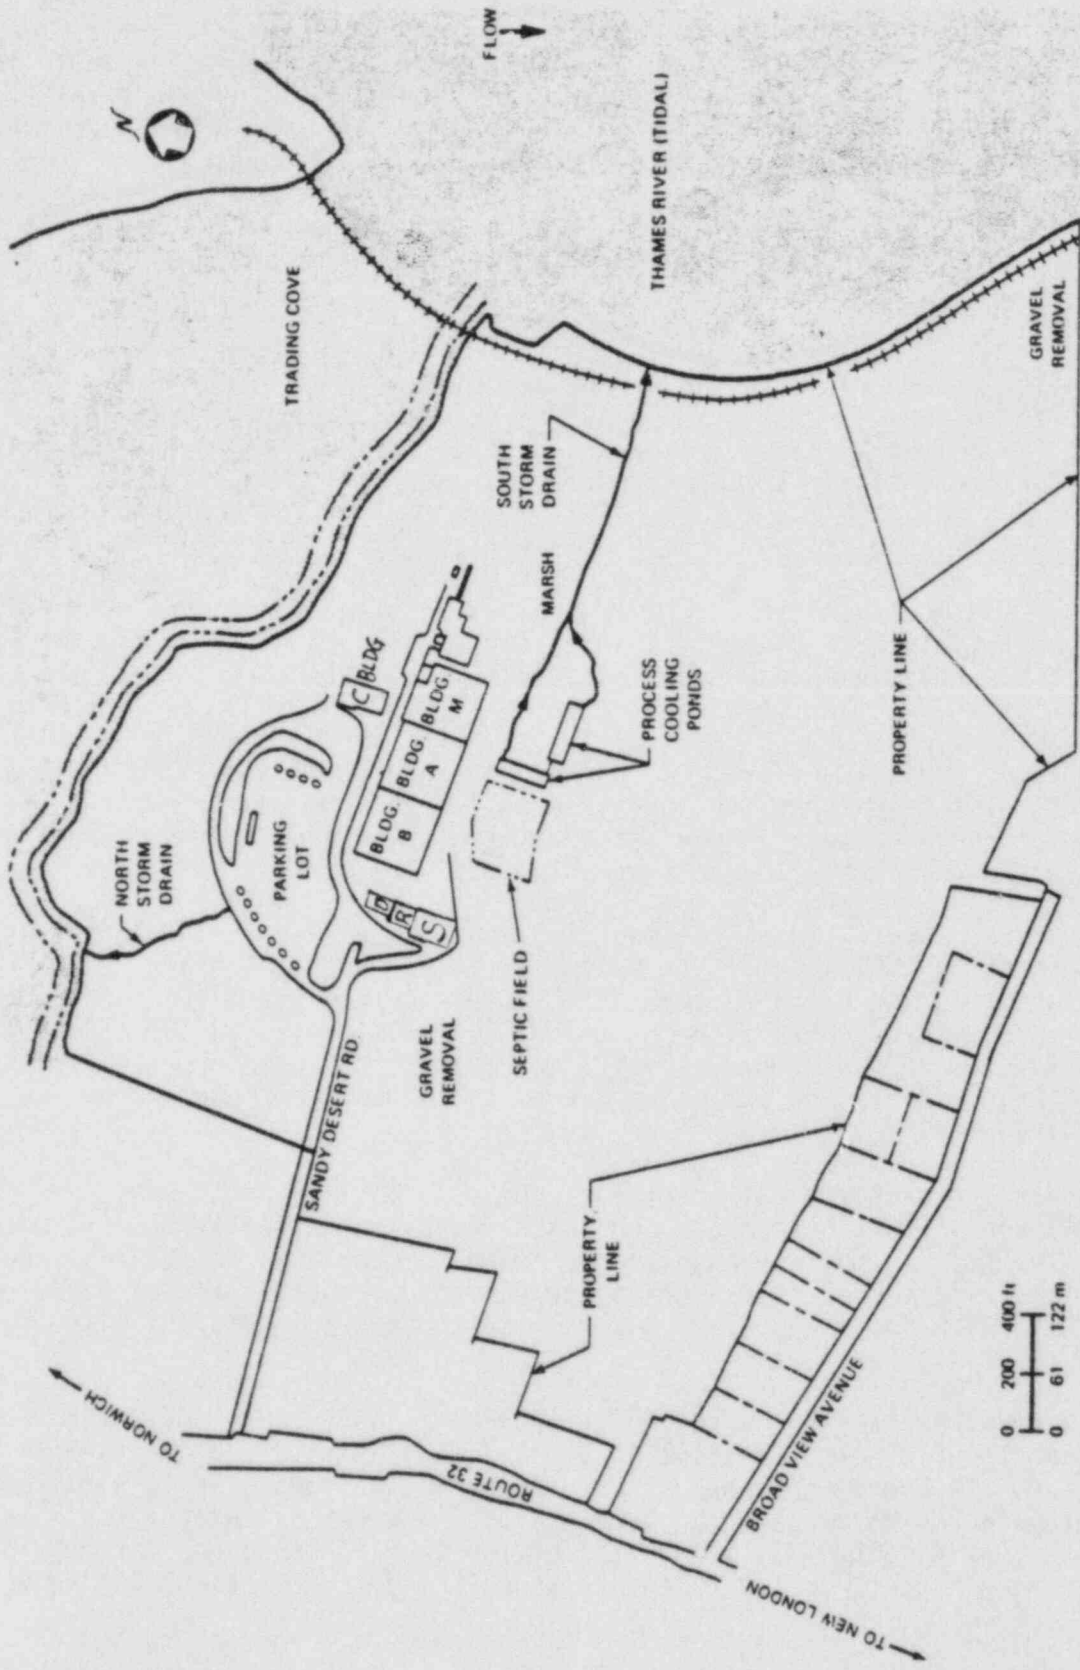 N
FLOW
THAMES RIVER (TIDAL)
TRADING COVE
GRAVEL
REMOVAL
SOUTH
STORM
DRAIN
MARSH
C BLDG
BLDG
M
BLDG
A
BLDG
B
PROCESS
COOLING
PONDS
PROPERTY LINE
NORTH
STORM
DRAIN
PARKING
LOT
D
R
S
SEPTIC FIELD
GRAVEL
REMOVAL
SANDY DESERT RD.
PROPERTY
LINE
TO NORWICH
ROUTE 32
BROAD VIEW AVENUE
TO NEW LONDON
0 200 400 ft
0 61 122 m